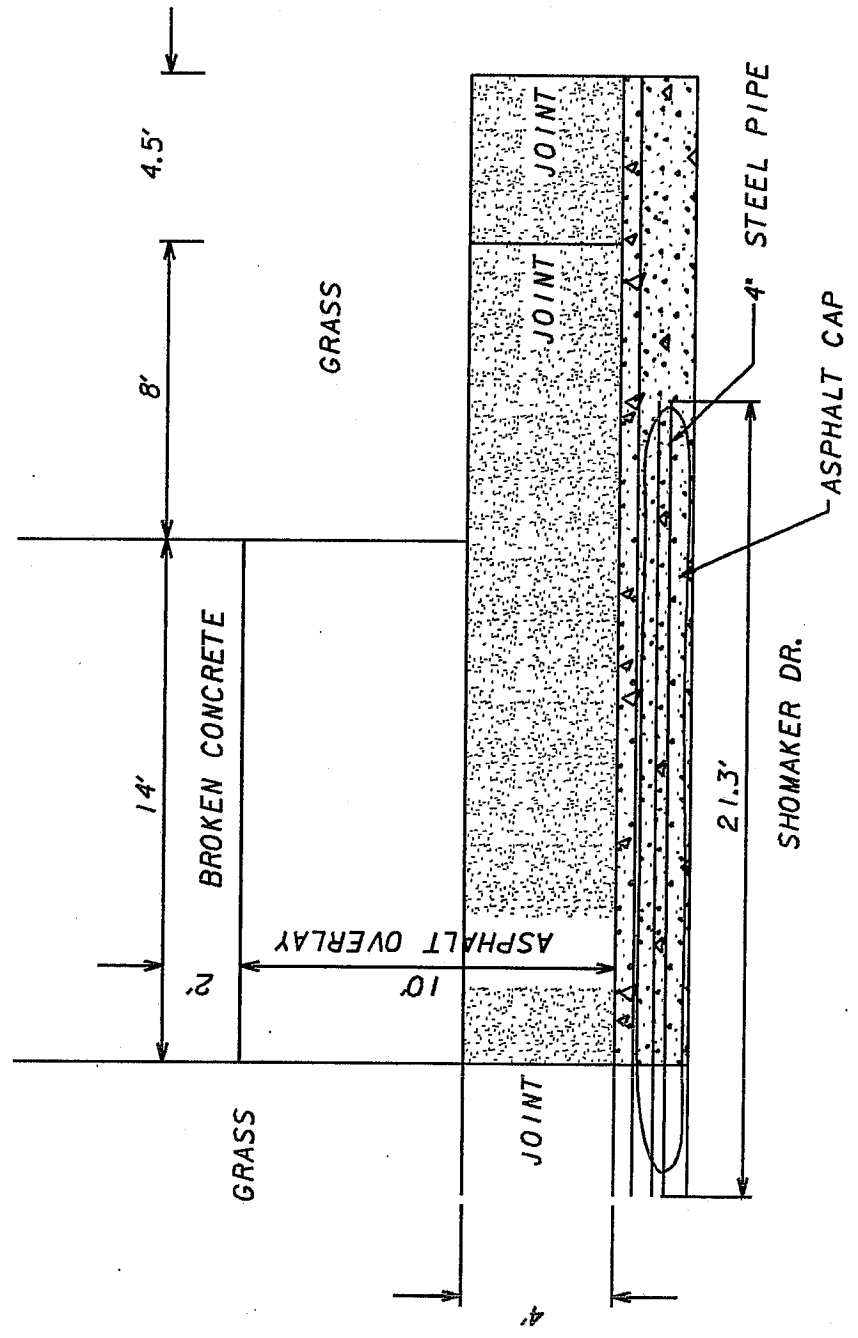 14'
8'
4.5'
2'
BROKEN CONCRETE
GRASS
GRASS
10'
ASPHALT OVERLAY
4'
JOINT
JOINT
JOINT
21.3'
4" STEEL PIPE
SHOMAKER DR.
ASPHALT CAP